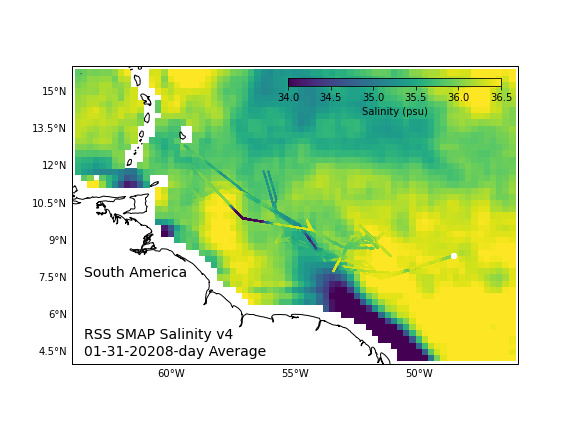 15°N
34.0 34.5 35.0 35.5 36.0 36.5
Salinity (psu)
13.5°N
12°N
10.5°N
9°N
7.5°N
South America
6°N
RSS SMAP Salinity v4
4.5°N
01-31-20208-day Average
60°W 55°W 50°W